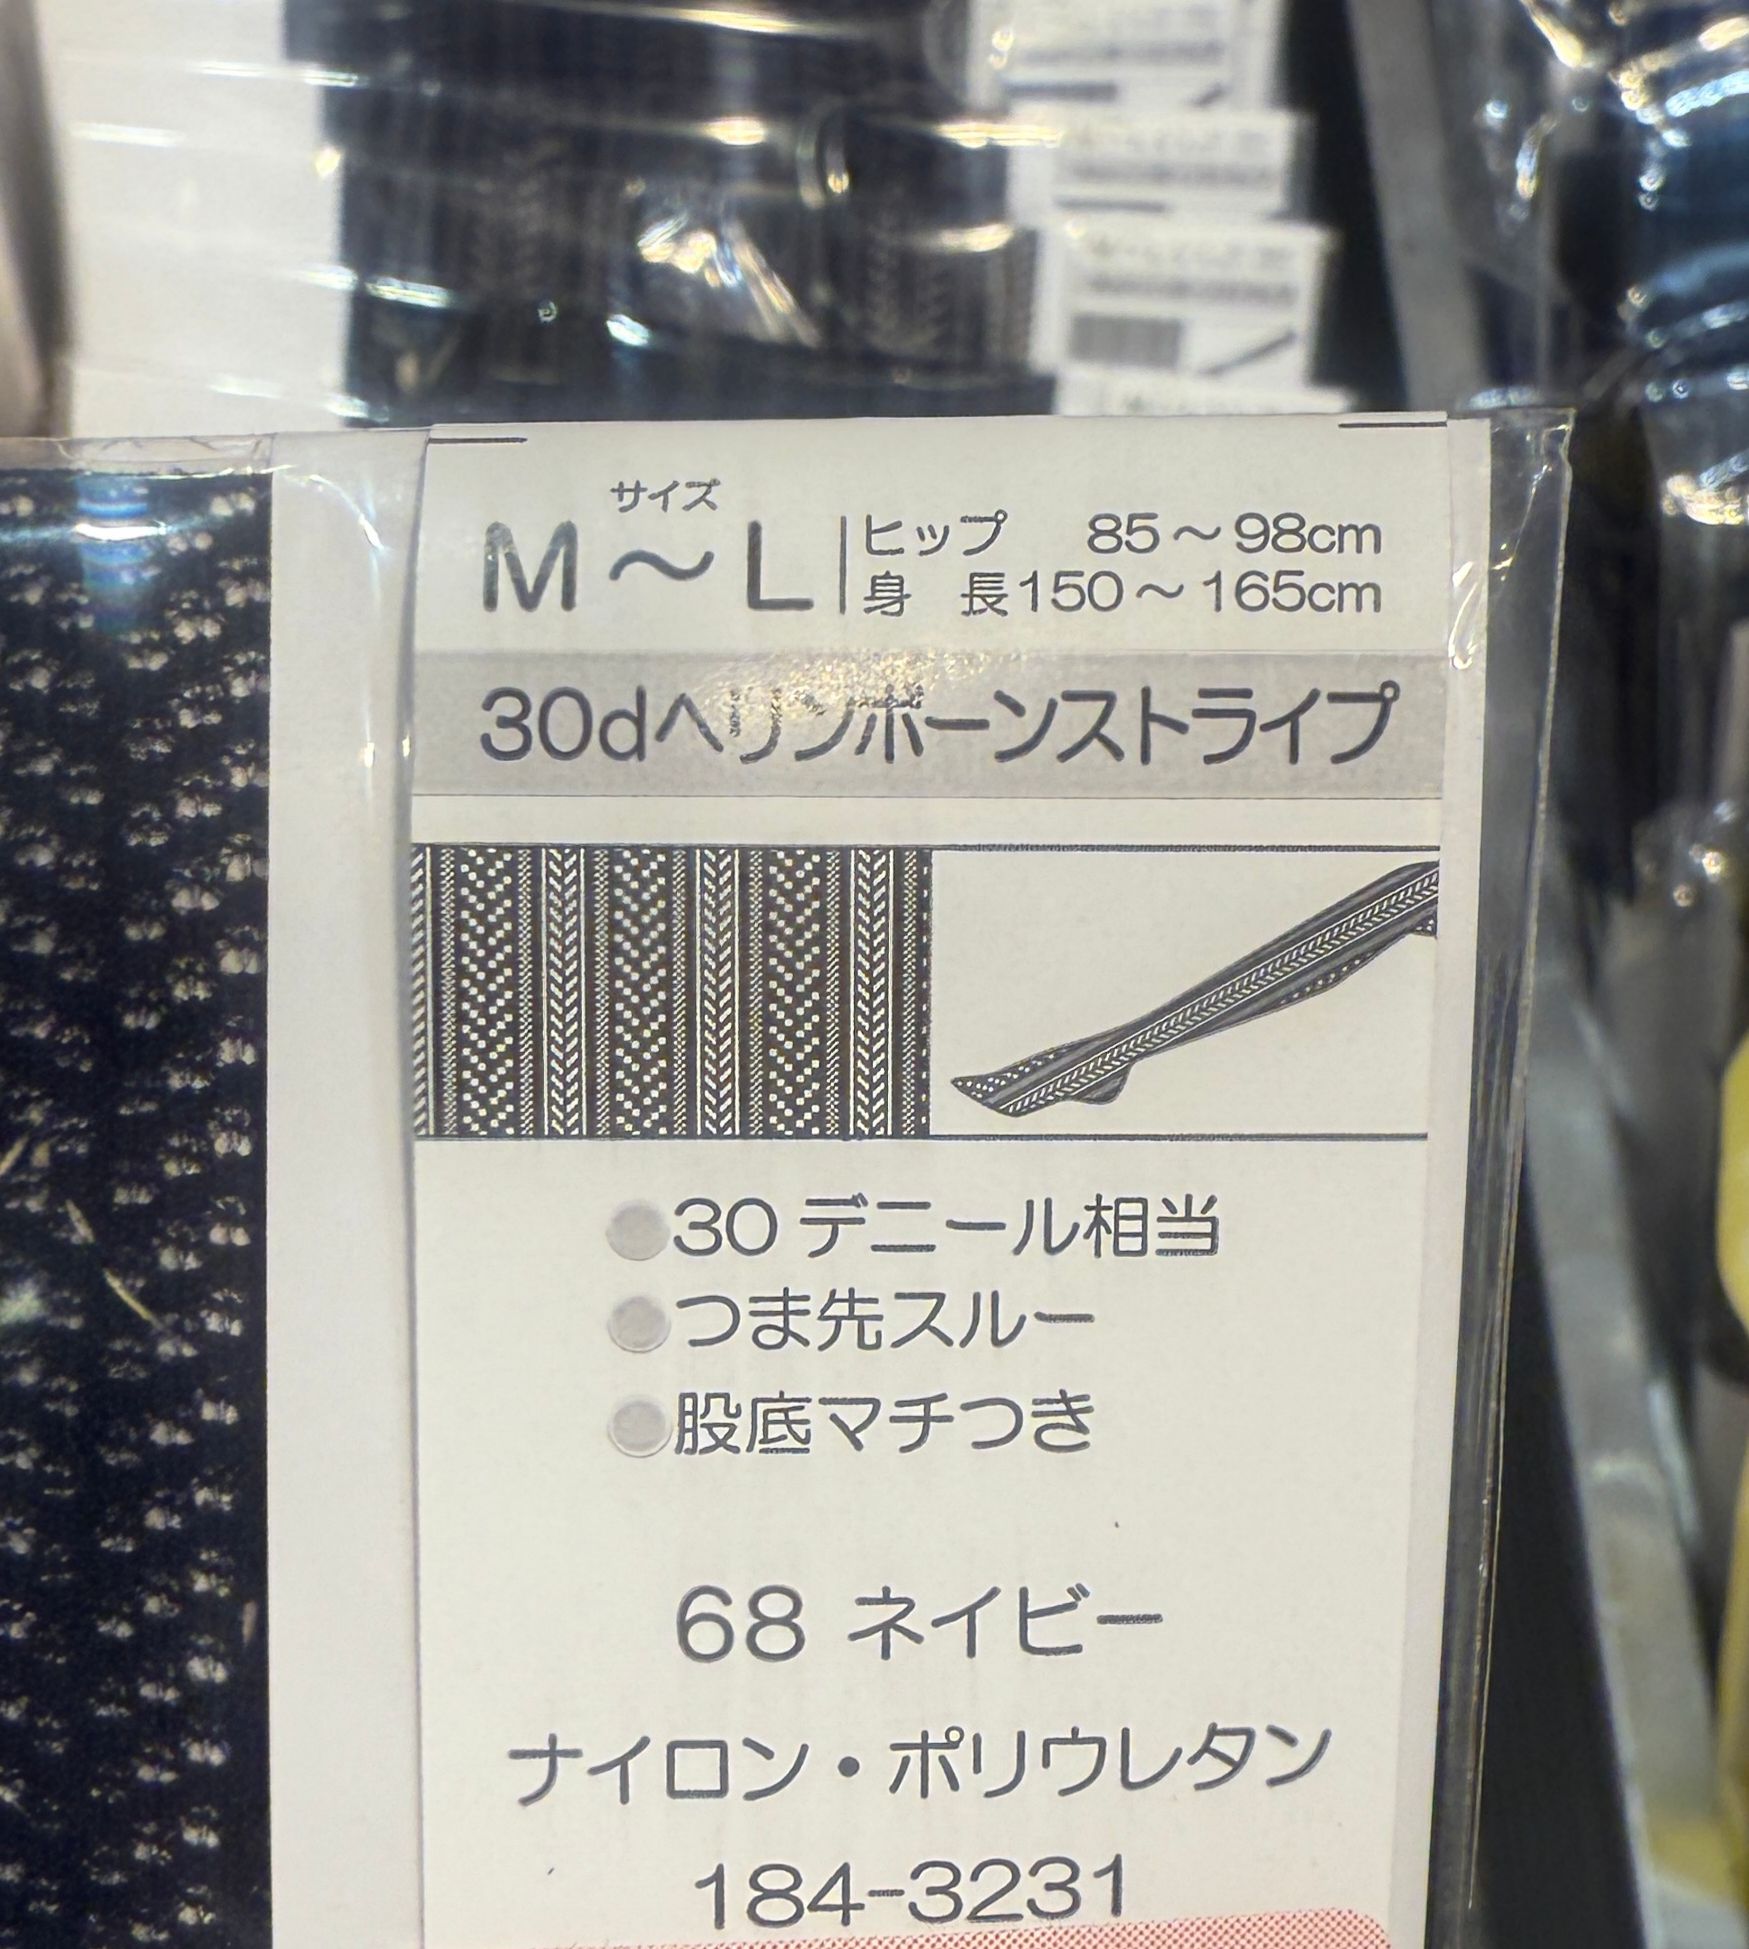 サイズ
M〜L
ヒップ 85〜98cm
身 長150〜165cm
30dヘリンボーンストライプ
30デニール相当
つま先スルー
股底マチつき
68 ネイビー
ナイロン・ポリウレタン
184-3231